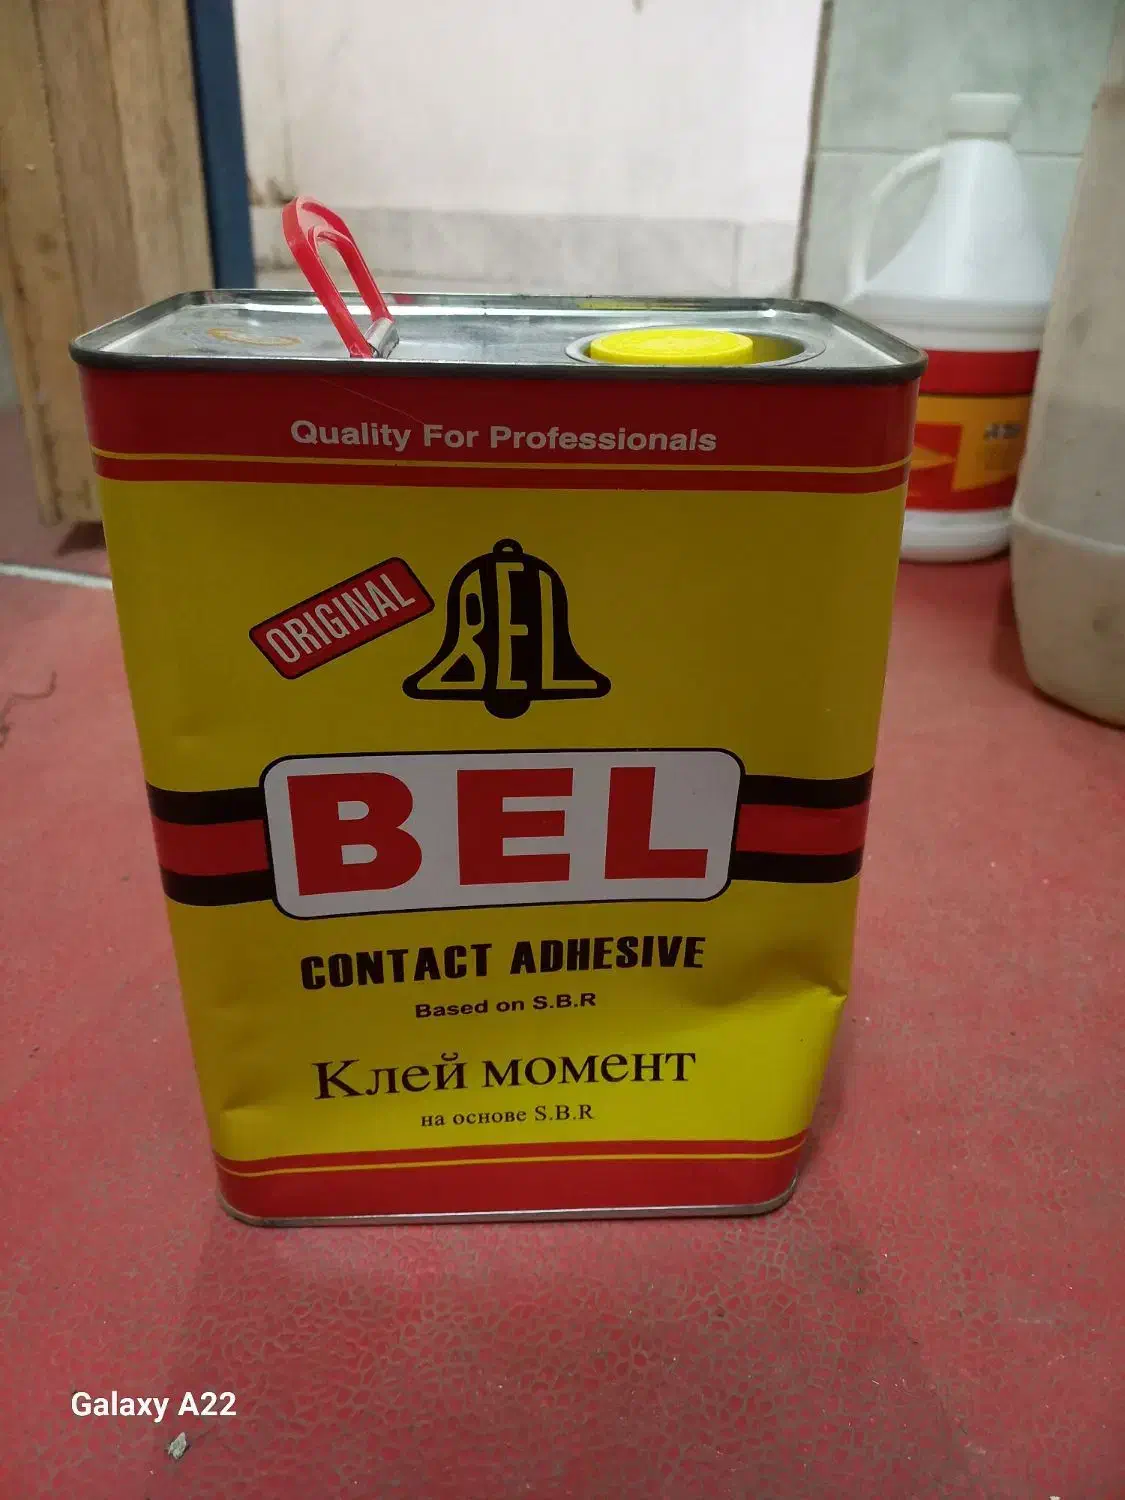 Quality For Professionals
ORIGINAL
BEL
BEL
CONTACT ADHESIVE
Based on S.B.R
Клей момент
на основе S.B.R
Galaxy A22